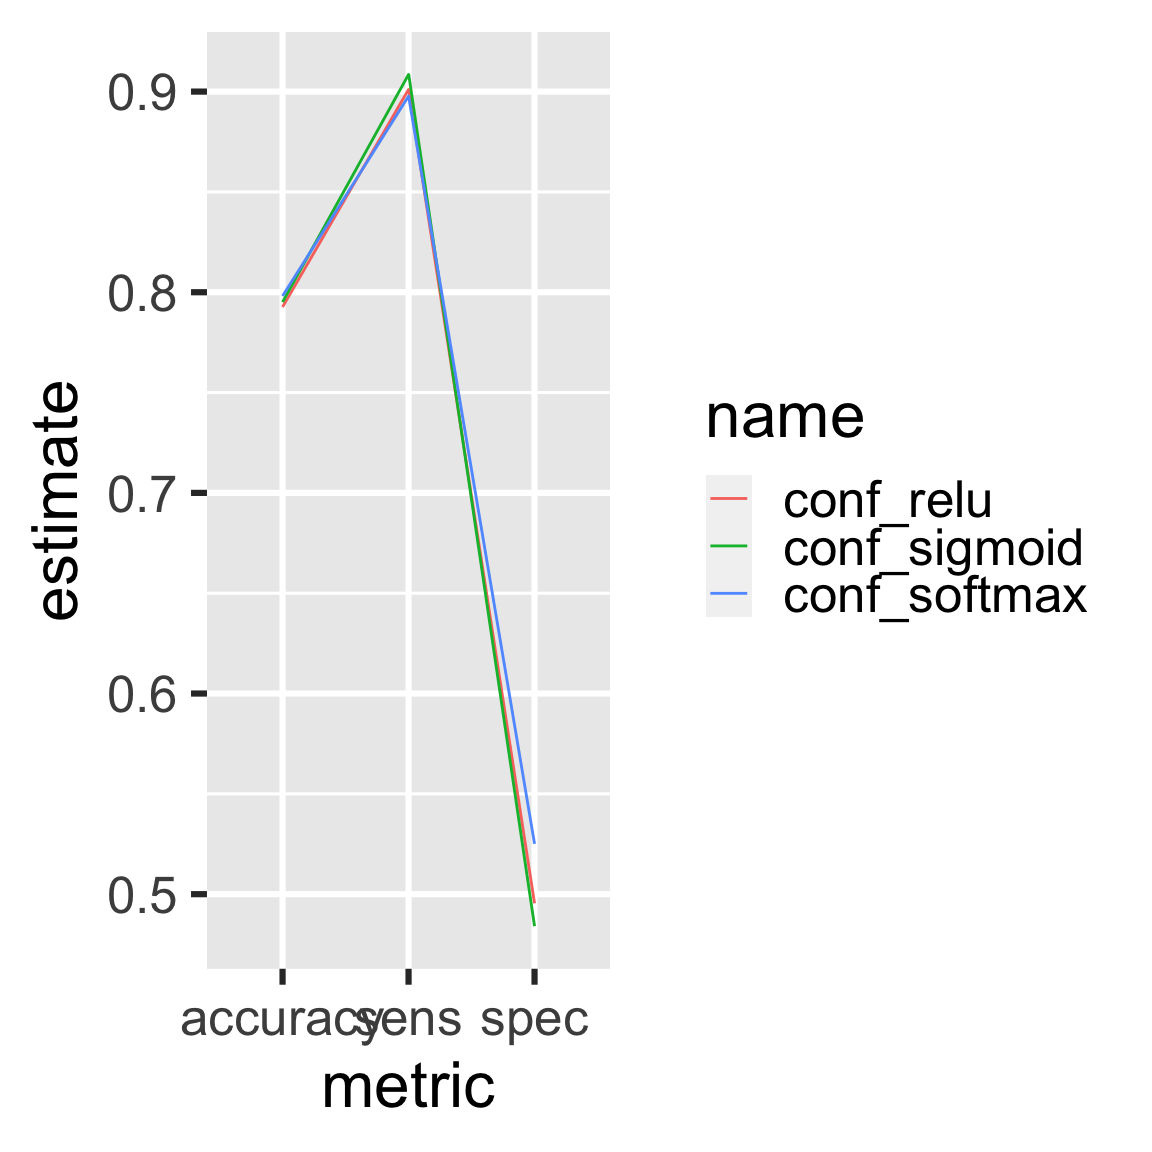 estimate
0.9
0.8
0.7
0.6
0.5
accuracy sens spec
metric
name
conf_relu
conf_sigmoid
conf_softmax